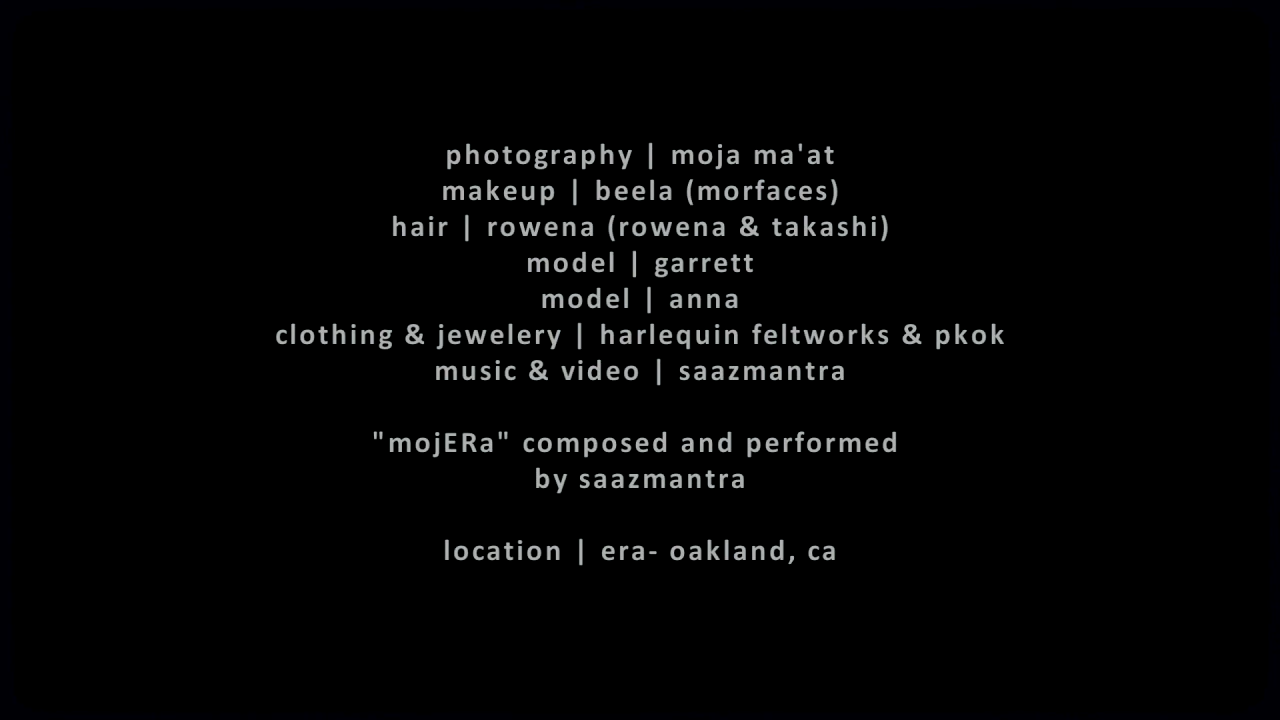 photography | moja ma'at
makeup | beela (morfaces)
hair | rowena (rowena & takashi)
model | garrett
model | anna
clothing & jewelery | harlequin feltworks & pkok
music & video | saazmantra
"mojERa" composed and performed
by saazmantra
location | era- oakland, ca